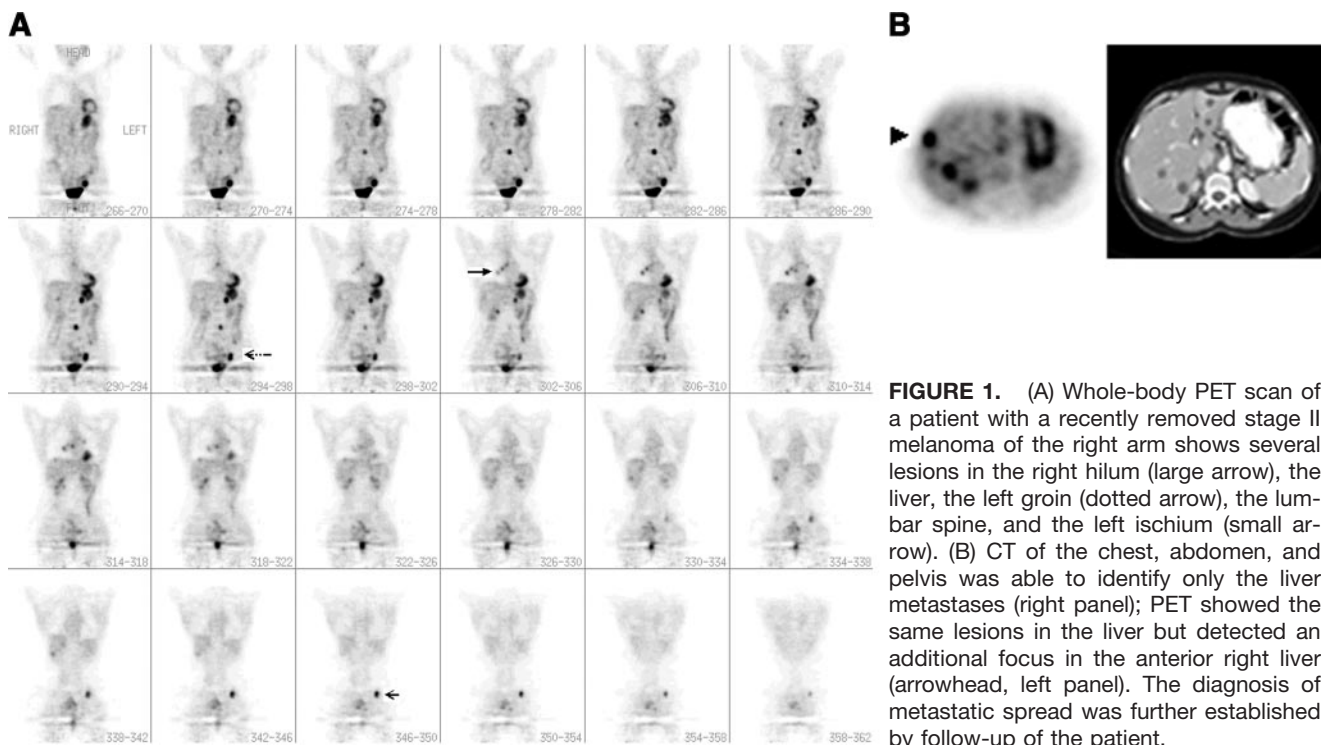 A
HEAD
RIGHT
LEFT
266-270
270-274
274-278
278-282
282-286
286-290
290-294
294-298
298-302
302-306
306-310
310-314
314-318
318-322
322-326
326-330
330-334
334-338
338-342
342-346
346-350
350-354
354-358
358-362
B
FIGURE 1. (A) Whole-body PET scan of
a patient with a recently removed stage II
melanoma of the right arm shows several
lesions in the right hilum (large arrow), the
liver, the left groin (dotted arrow), the lum-
bar spine, and the left ischium (small ar-
row). (B) CT of the chest, abdomen, and
pelvis was able to identify only the liver
metastases (right panel); PET showed the
same lesions in the liver but detected an
additional focus in the anterior right liver
(arrowhead, left panel). The diagnosis of
metastatic spread was further established
by follow-up of the patient.